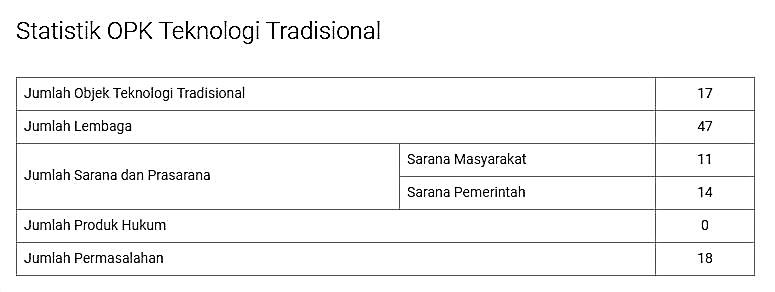 Statistik OPK Teknologi Tradisional
Jumlah Objek Teknologi Tradisional 17
Jumlah Lembaga 47
Jumlah Sarana dan Prasarana Sarana Masyarakat 11
Sarana Pemerintah 14
Jumlah Produk Hukum 0
Jumlah Permasalahan 18